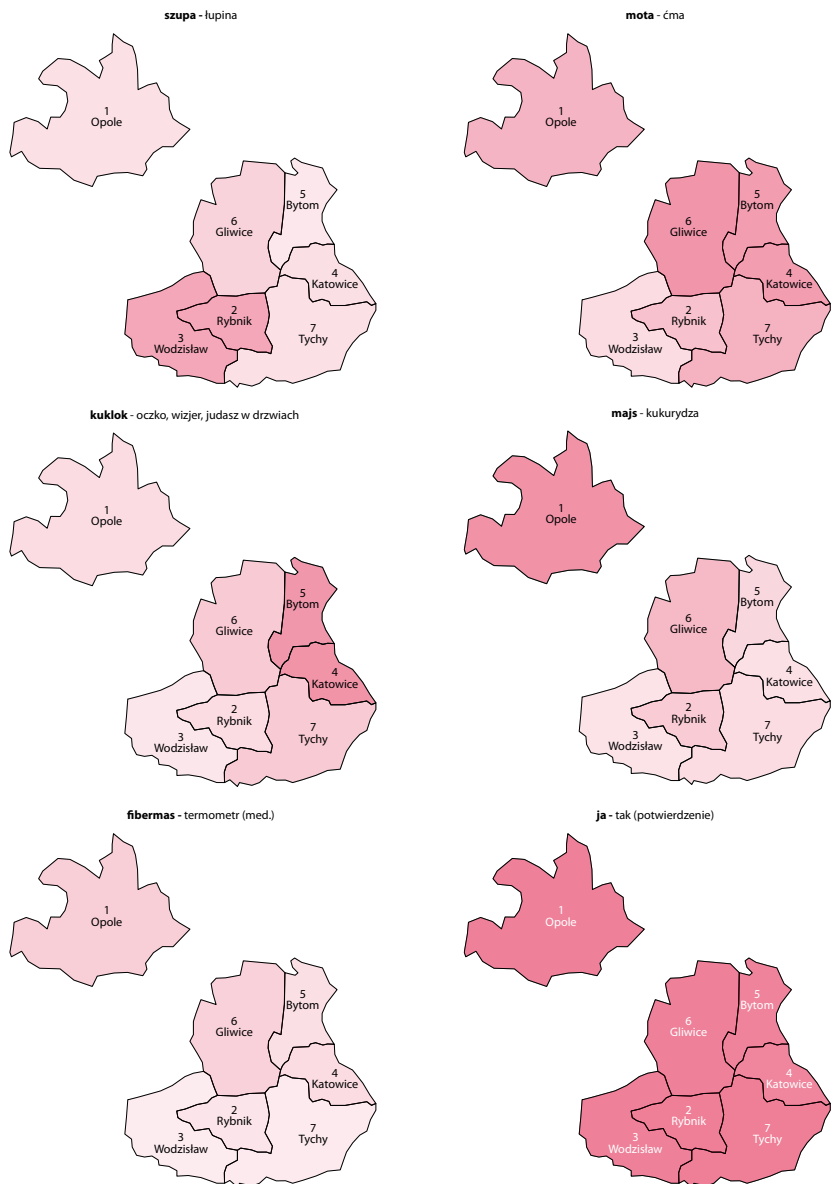 szupa - łupina
1
Opole
5
Bytom
6
Gliwice
4
Katowice
2
Rybnik
3
Wodzisław
7
Tychy
mota - ćma
1
Opole
5
Bytom
6
Gliwice
4
Katowice
2
Rybnik
3
Wodzisław
7
Tychy
kuklok - oczko, wizjer, judasz w drzwiach
1
Opole
5
Bytom
6
Gliwice
4
Katowice
2
Rybnik
3
Wodzisław
7
Tychy
majs - kukurydza
1
Opole
5
Bytom
6
Gliwice
4
Katowice
2
Rybnik
3
Wodzisław
7
Tychy
fibermas - termometr (med.)
1
Opole
5
Bytom
6
Gliwice
4
Katowice
2
Rybnik
3
Wodzisław
7
Tychy
ja - tak (potwierdzenie)
1
Opole
5
Bytom
6
Gliwice
4
Katowice
2
Rybnik
3
Wodzisław
7
Tychy